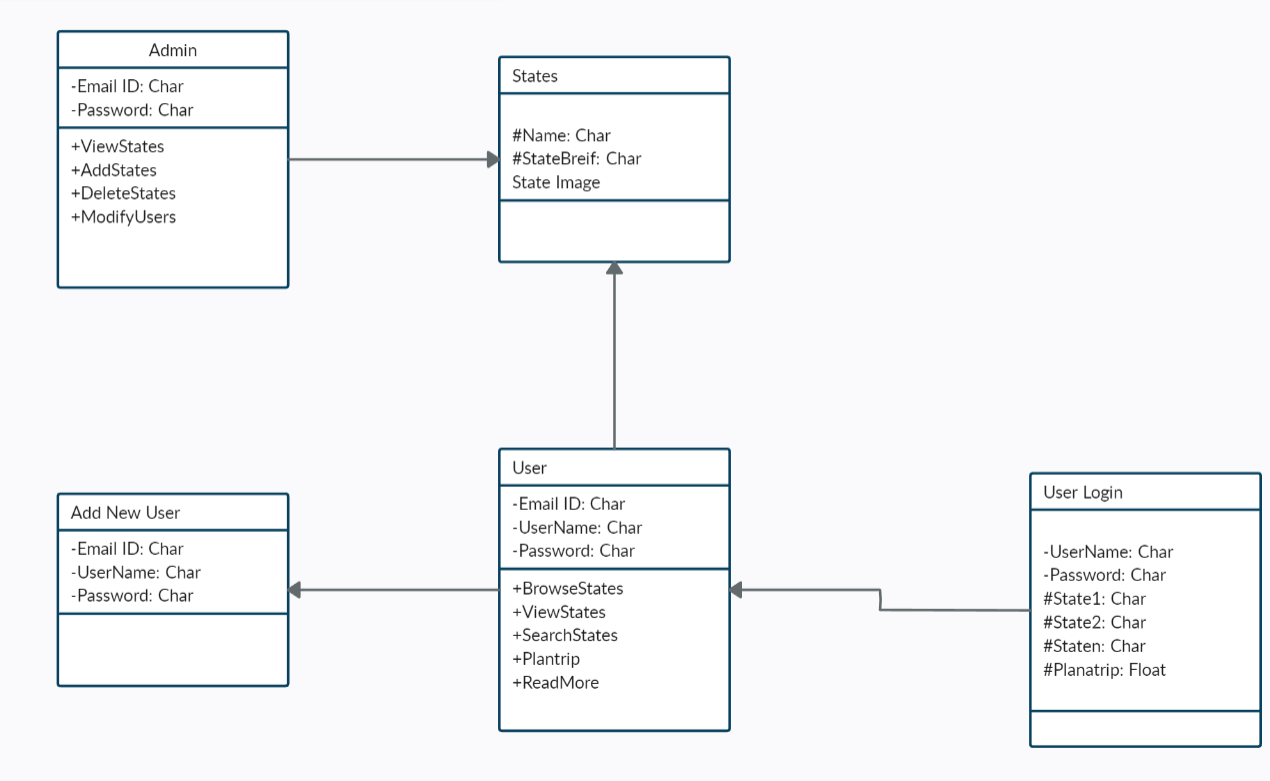 Admin
-Email ID: Char
-Password: Char
+ViewStates
+AddStates
+DeleteStates
+ModifyUsers
States
#Name: Char
#StateBreif: Char
State Image
Add New User
-Email ID: Char
-UserName: Char
-Password: Char
User
-Email ID: Char
-UserName: Char
-Password: Char
+BrowseStates
+ViewStates
+SearchStates
+Plantrip
+ReadMore
User Login
-UserName: Char
-Password: Char
#State1: Char
#State2: Char
#Staten: Char
#Planatrip: Float